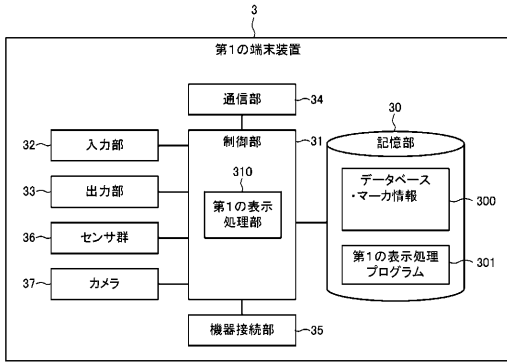 3
第1の端末装置
通信部
34
30
32
入力部
制御部
31
記憶部
310
33
出力部
第1の表示
処理部
データベース
・マーカ情報
300
36
センサ群
第1の表示処理
プログラム
301
37
カメラ
機器接続部
35